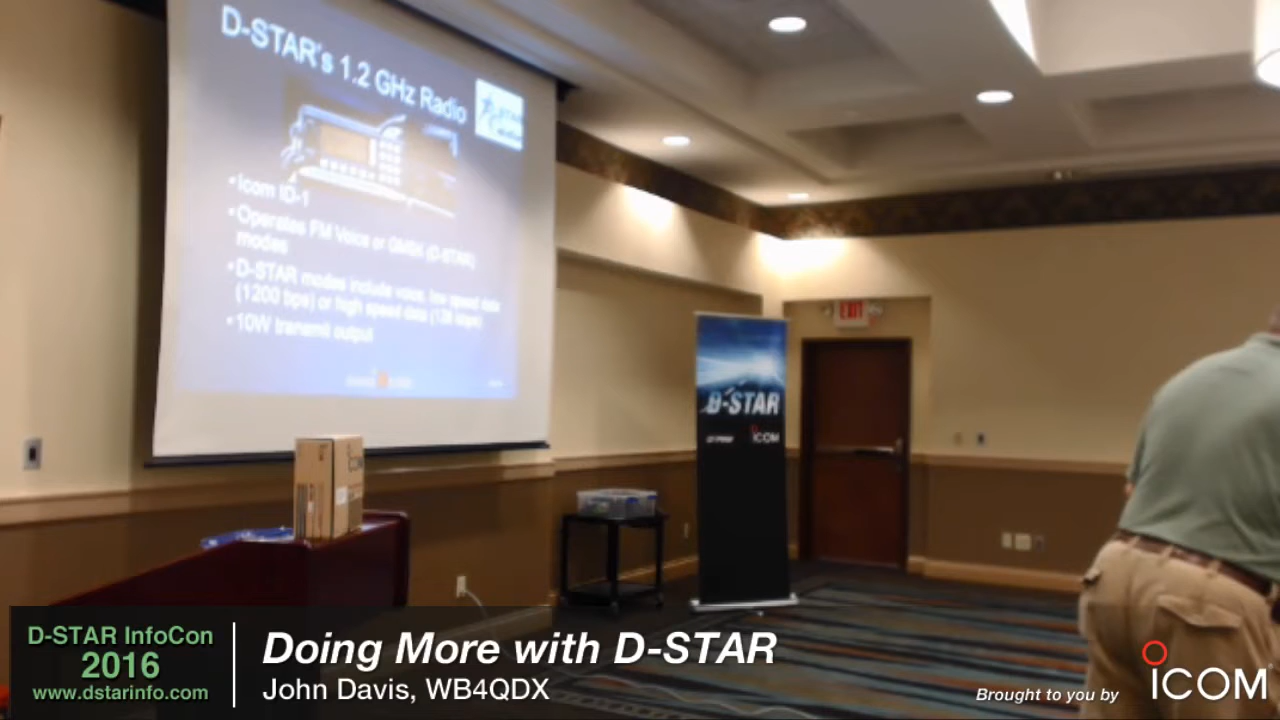 D-STAR's 1.2 GHz Radio
• Icom ID-1
• Operates FM Voice or GMSK (D-STAR)
modes
• D-STAR modes include voice, low speed data
(1200 bps) or high speed data (128 kbps)
• 10W transmit output
EXIT
D-STAR
ICOM
D-STAR InfoCon
2016
www.dstarinfo.com
Doing More with D-STAR
John Davis, WB4QDX
Brought to you by
ICOM